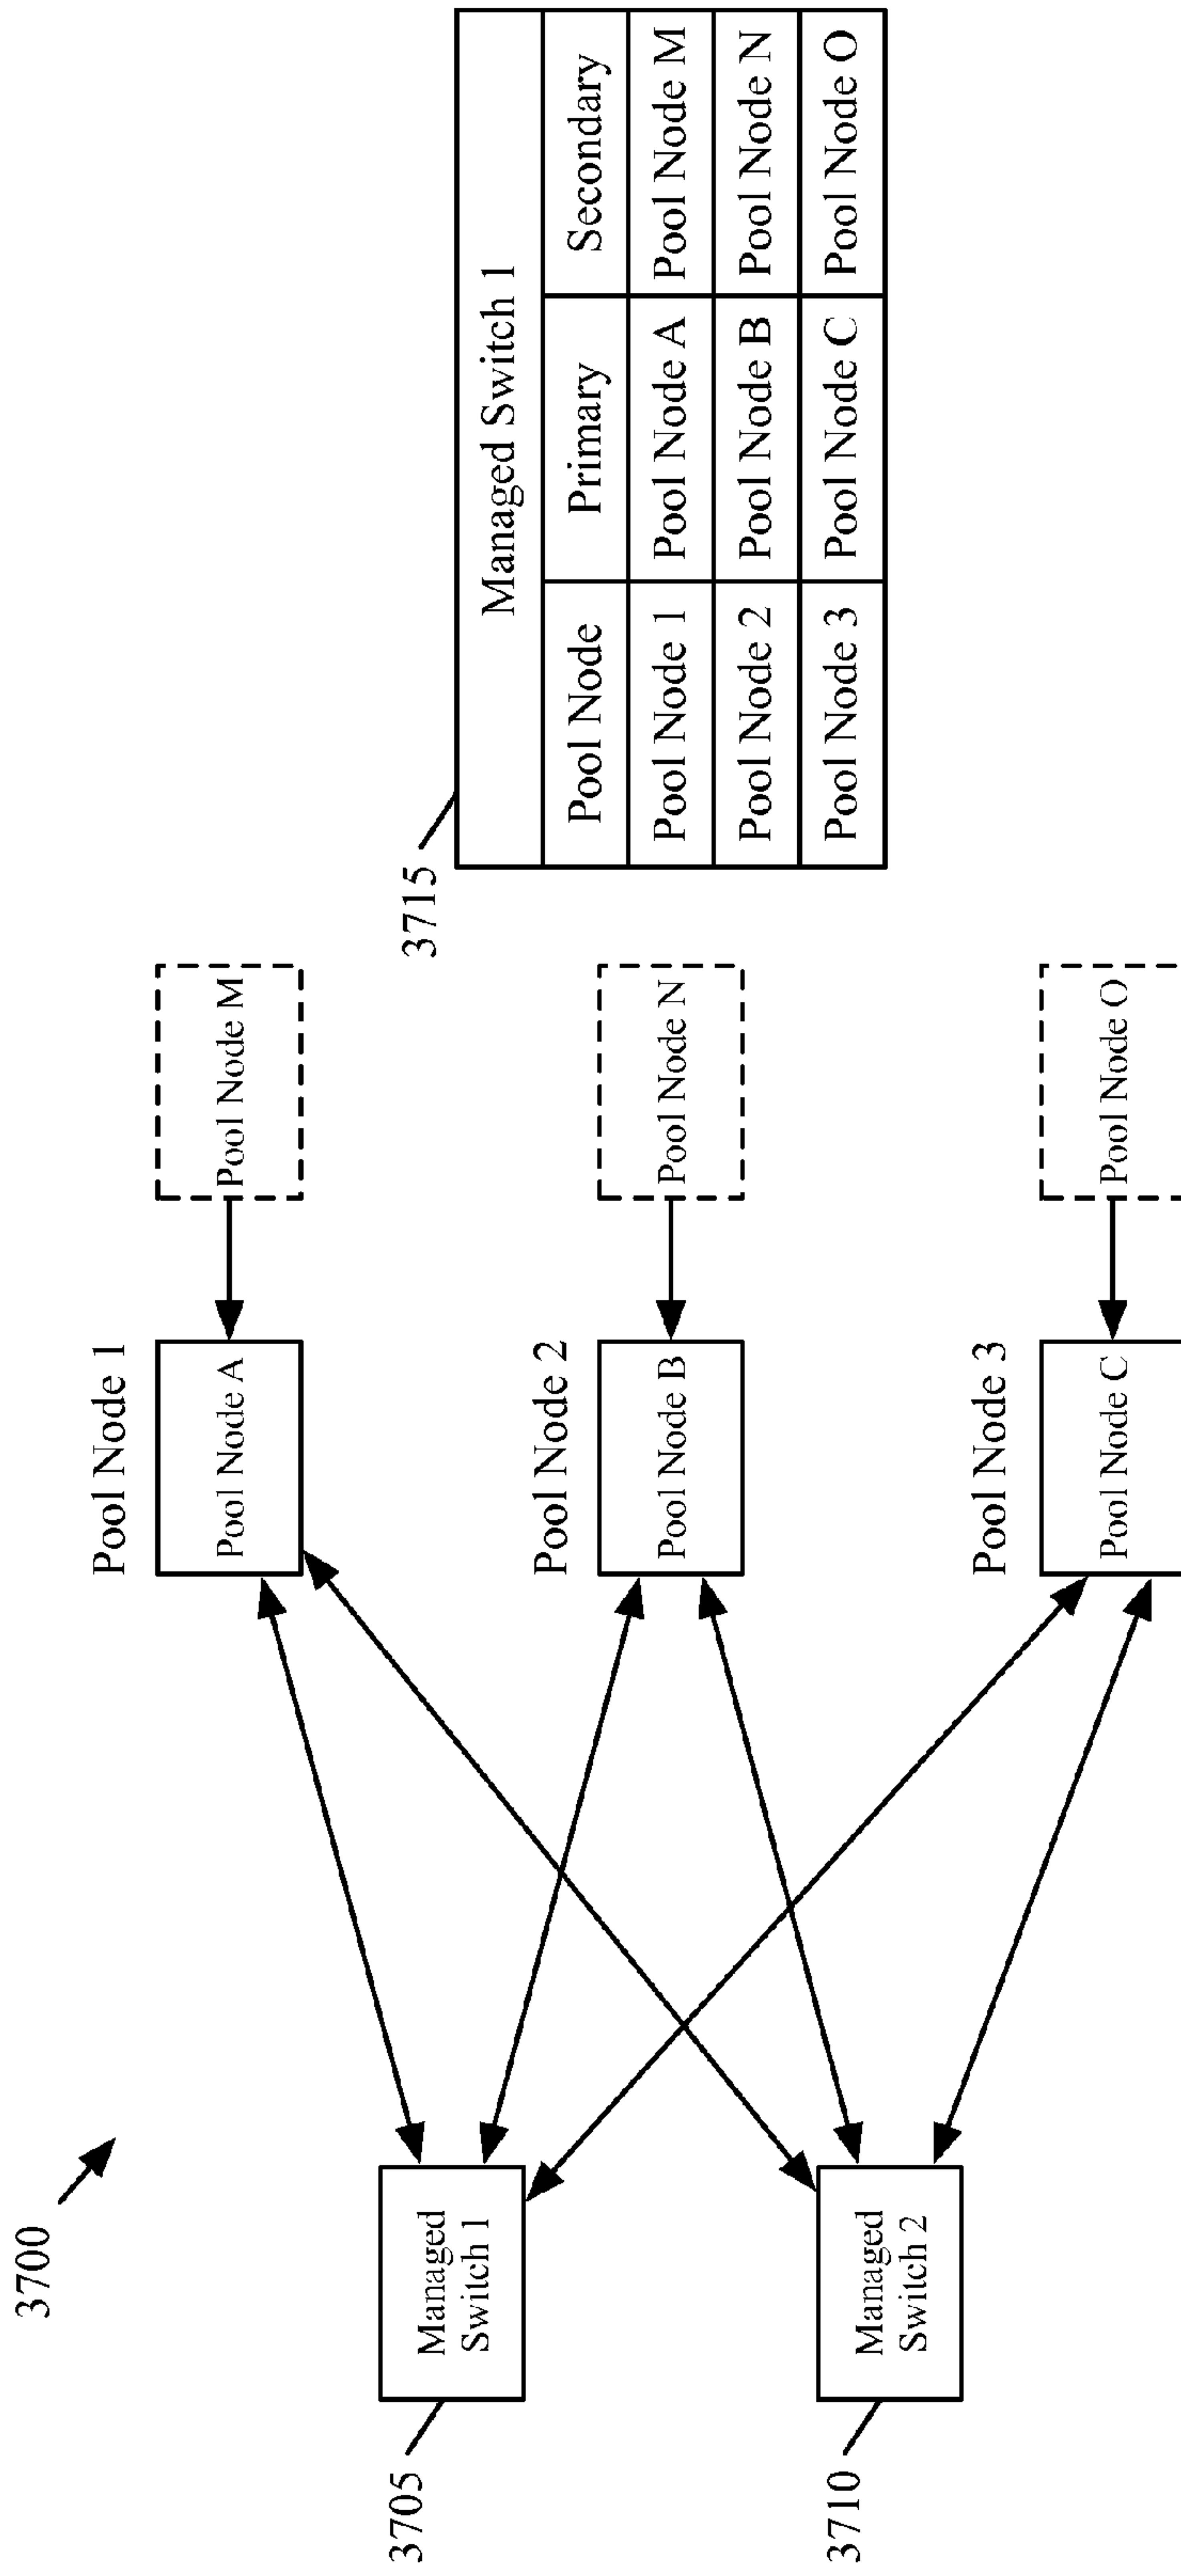 3700
Pool Node 1
Pool Node A
Pool Node M
3705
Managed
Switch 1
Pool Node 2
Pool Node B
Pool Node N
3710
Managed
Switch 2
Pool Node 3
Pool Node C
Pool Node O
3715
Managed Switch 1
Pool Node Primary Secondary
Pool Node 1 Pool Node A Pool Node M
Pool Node 2 Pool Node B Pool Node N
Pool Node 3 Pool Node C Pool Node O